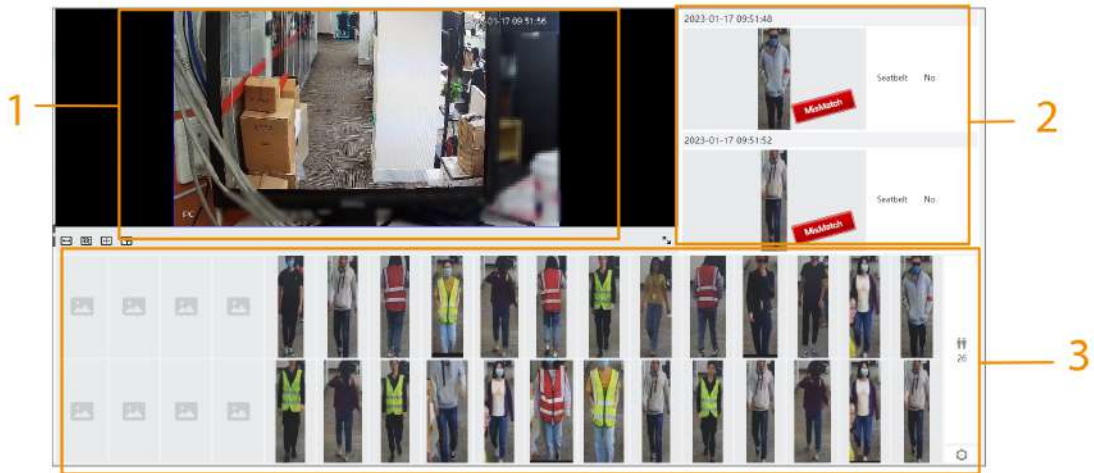 1
01-17 09:51:56
PC
2023-01-17 09:51:48
Seatbelt No
MisMatch
2
2023-01-17 09:51:52
Seatbelt No
MisMatch
26
3